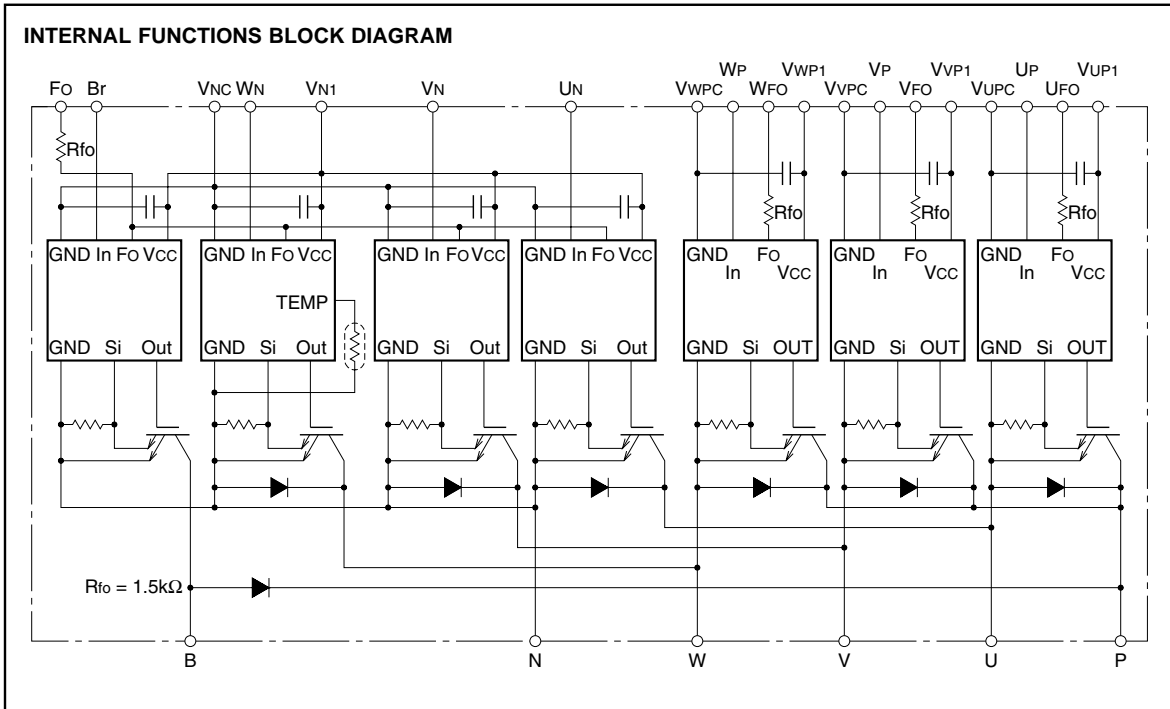 INTERNAL FUNCTIONS BLOCK DIAGRAM
WP VWP1 VP VVP1 UP VUP1
FO Br VNC WN VN1 VN UN VWPC WFO VVPC VFO VUPC UFO
Rfo
Rfo Rfo Rfo
GND In FO VCC GND In FO VCC GND In FO VCC GND In FO VCC GND FO GND FO GND FO
In VCC In VCC In VCC
TEMP
GND Si Out GND Si Out GND Si Out GND Si Out GND Si OUT GND Si OUT GND Si OUT
Rfo = 1.5kΩ
B N W V U P